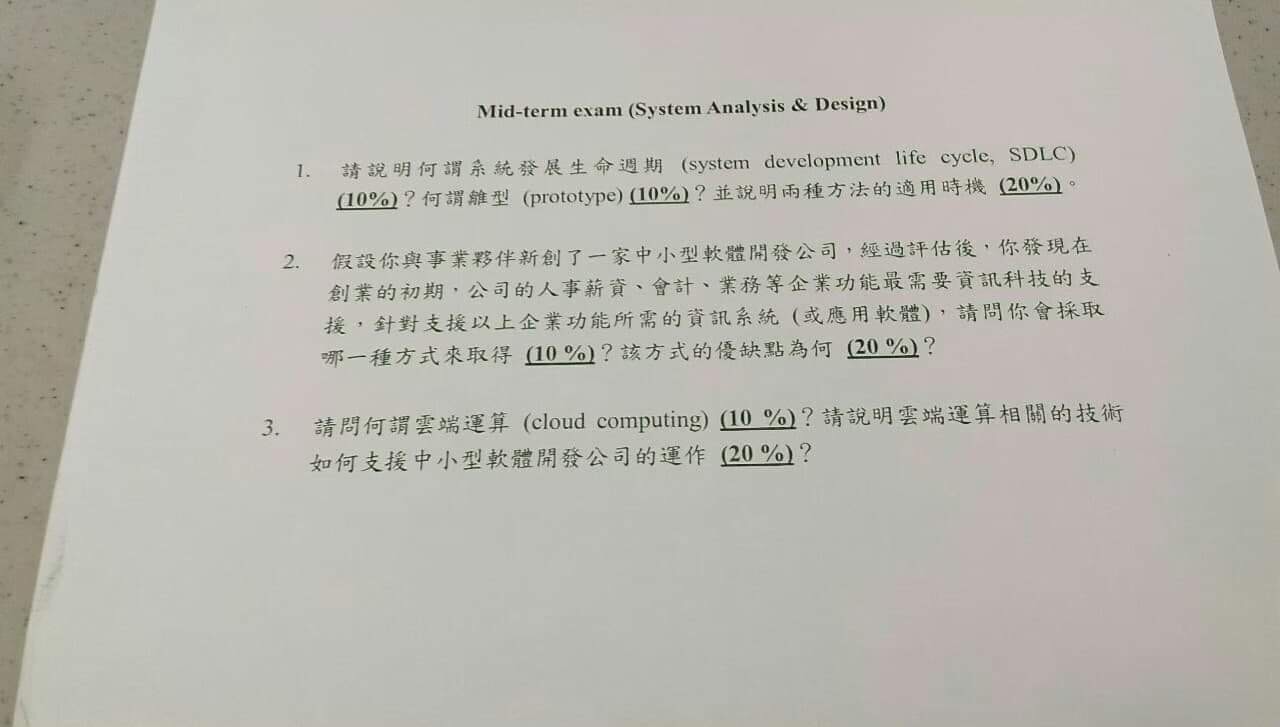 Mid-term exam (System Analysis & Design)
1. 請說明何謂系統發展生命週期 (system development life cycle, SDLC)
(10%)？何謂雛型 (prototype) (10%)？並說明兩種方法的適用時機 (20%)。
2. 假設你與事業夥伴新創了一家中小型軟體開發公司，經過評估後，你發現在
創業的初期，公司的人事薪資、會計、業務等企業功能最需要資訊科技的支
援，針對支援以上企業功能所需的資訊系統 (或應用軟體)，請問你會採取
哪一種方式來取得 (10 %)？該方式的優缺點為何 (20 %)？
3. 請問何謂雲端運算 (cloud computing) (10 %)？請說明雲端運算相關的技術
如何支援中小型軟體開發公司的運作 (20 %)？